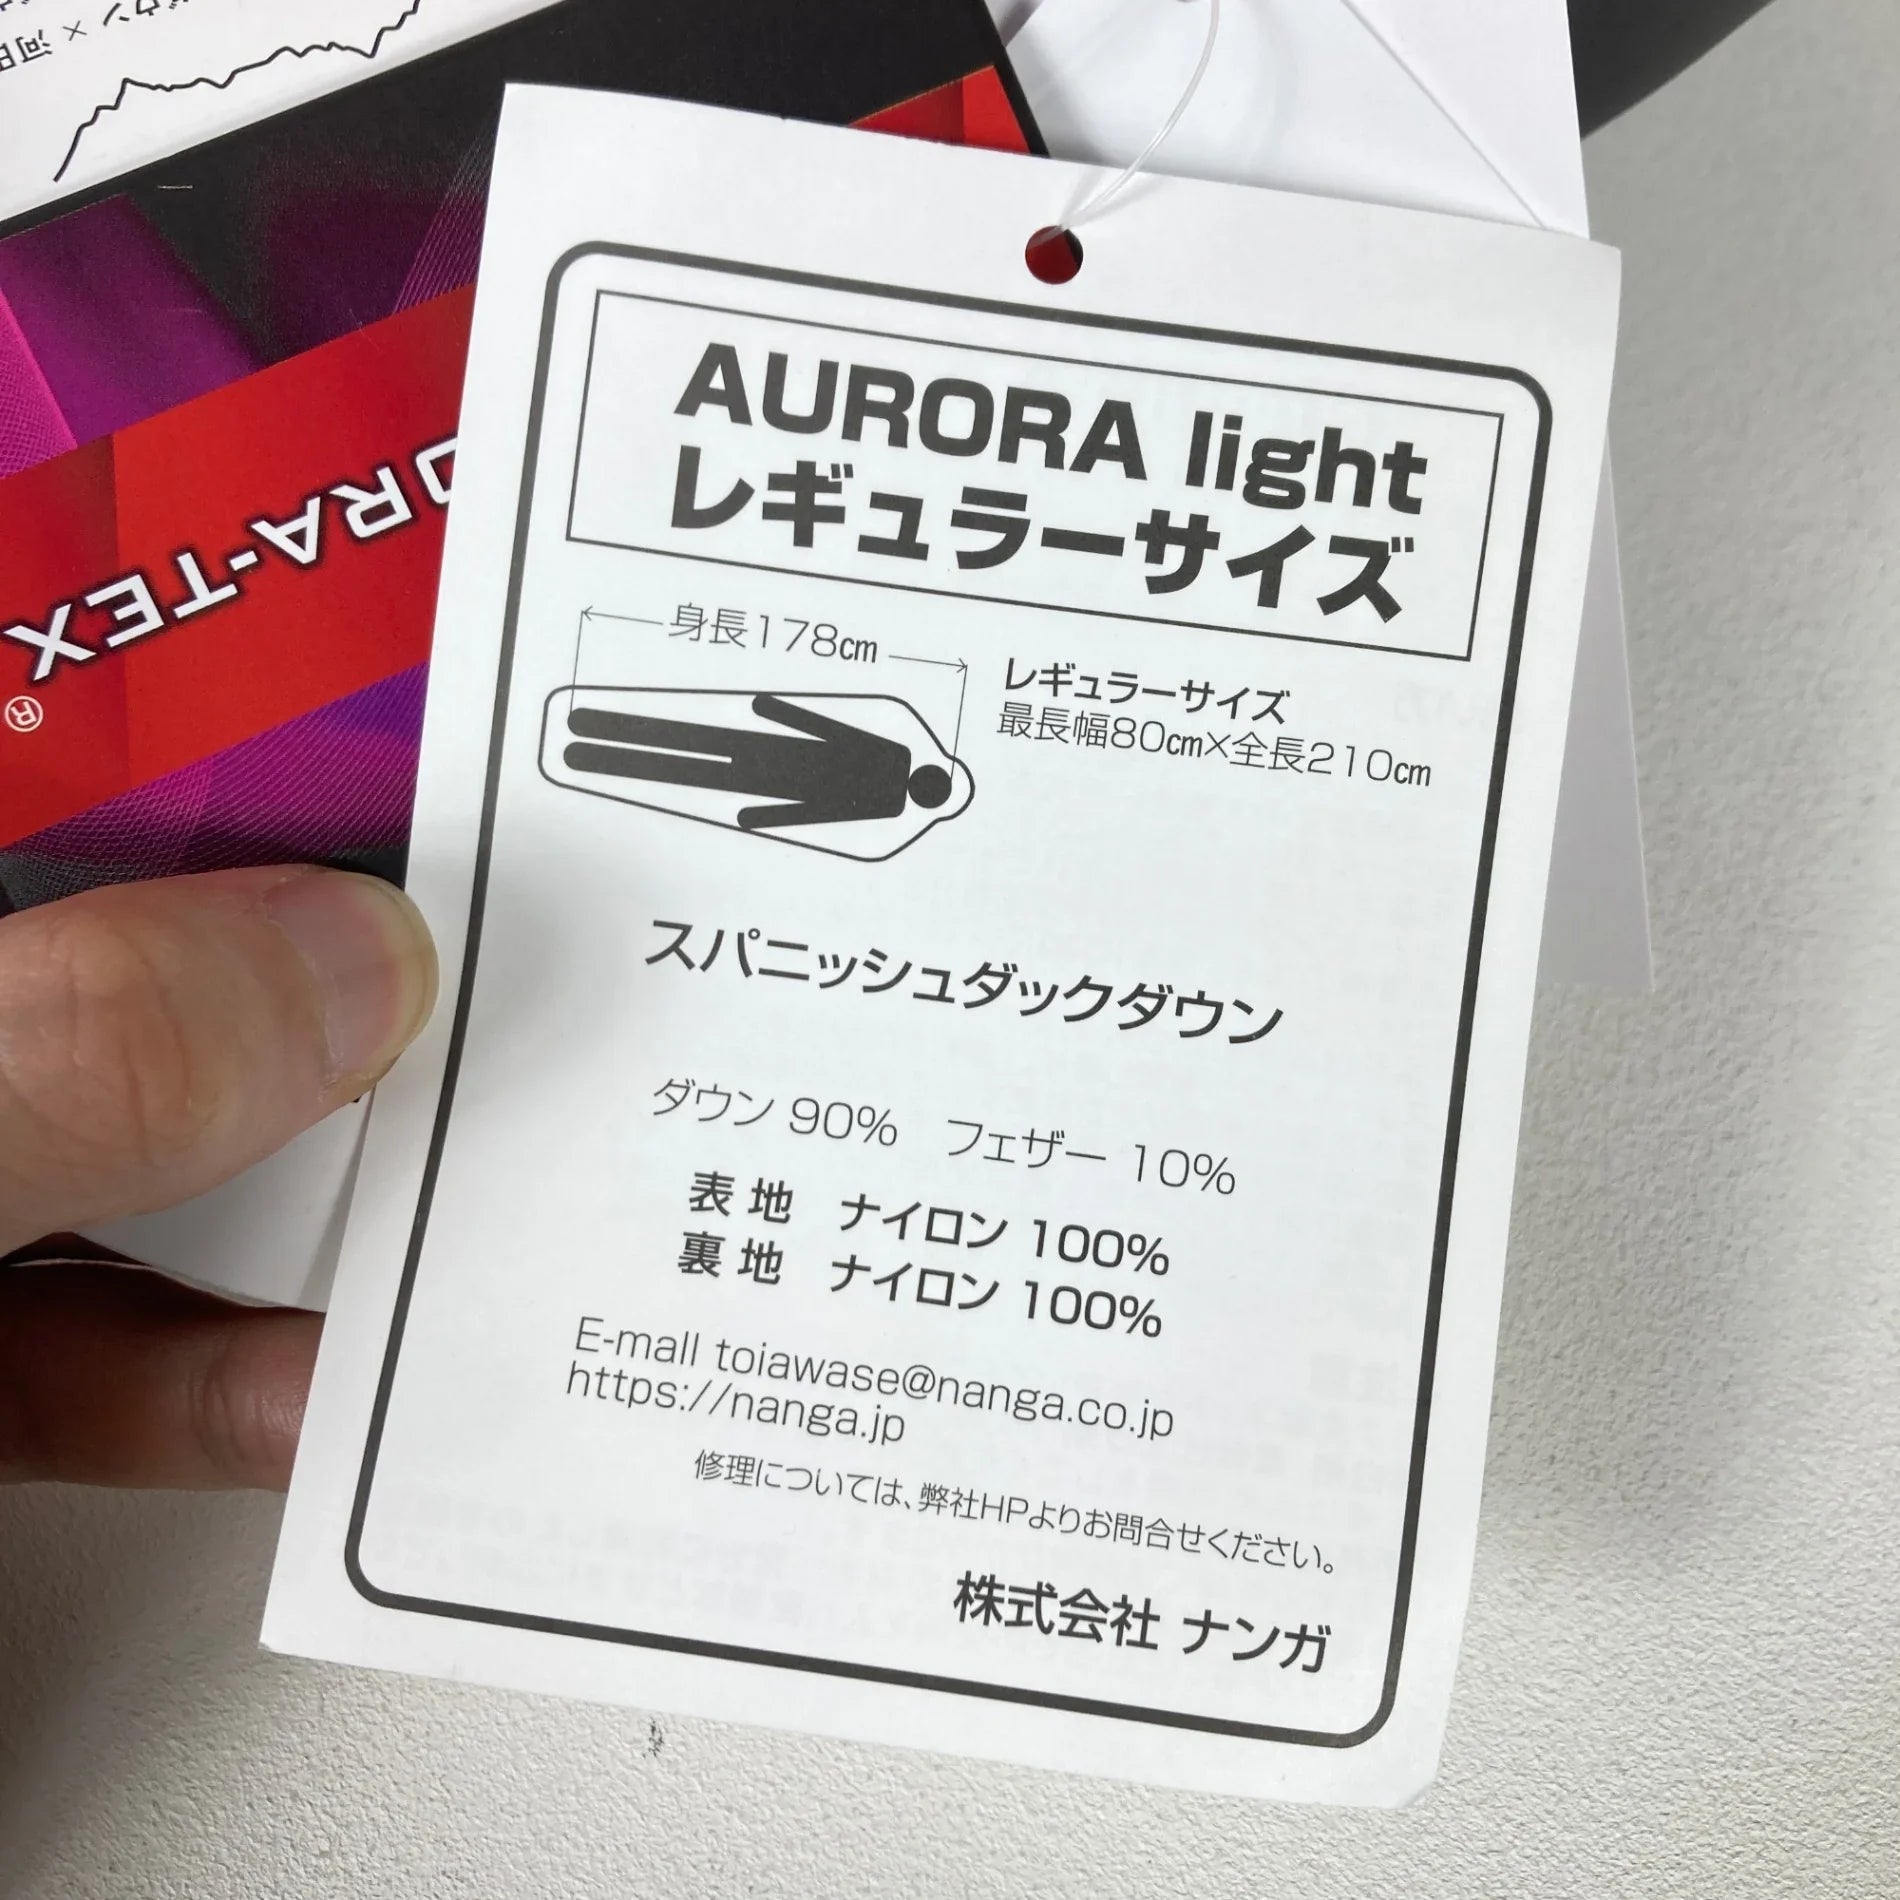 AURORA light
レギュラーサイズ
身長178cm
レギュラーサイズ
最長幅80cm×全長210cm
スパニッシュダックダウン
ダウン 90%　フェザー 10%
表 地　ナイロン 100%
裏 地　ナイロン 100%
E-mall toiawase@nanga.co.jp
https://nanga.jp
修理については、弊社HPよりお問合せください。
株式会社 ナンガ
ORA-TEX®
ウン × 河田